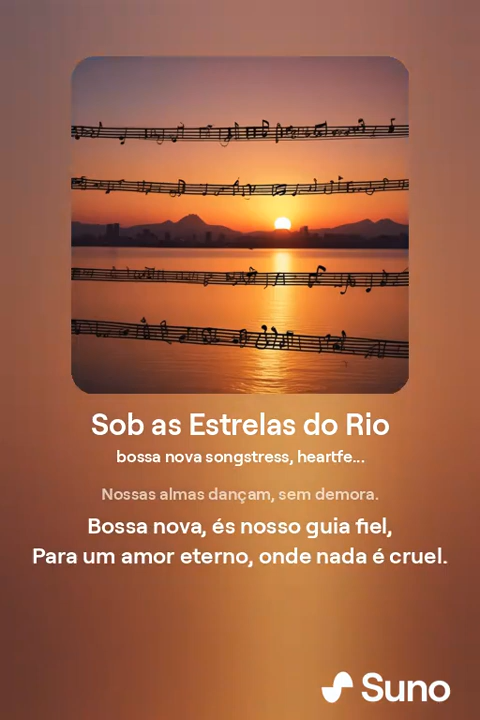 Sob as Estrelas do Rio
bossa nova songstress, heartfe...
Nossas almas dançam, sem demora.
Bossa nova, és nosso guia fiel,
Para um amor eterno, onde nada é cruel.
Suno